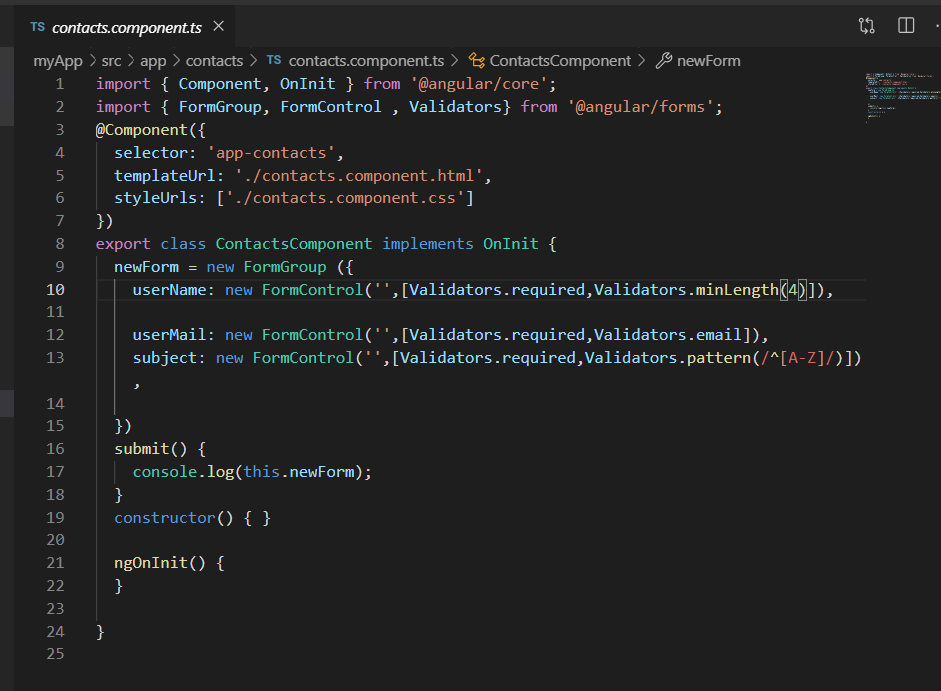 TS contacts.component.ts ×
myApp > src > app > contacts > TS contacts.component.ts > ContactsComponent > newForm
1 import { Component, OnInit } from '@angular/core';
2 import { FormGroup, FormControl , Validators} from '@angular/forms';
3 @Component({
4   selector: 'app-contacts',
5   templateUrl: './contacts.component.html',
6   styleUrls: ['./contacts.component.css']
7 })
8 export class ContactsComponent implements OnInit {
9   newForm = new FormGroup ({
10     userName: new FormControl('',[Validators.required,Validators.minLength(4)]),
11
12     userMail: new FormControl('',[Validators.required,Validators.email]),
13     subject: new FormControl('',[Validators.required,Validators.pattern(/^[A-Z]/)])
,
14
15   })
16   submit() {
17     console.log(this.newForm);
18   }
19   constructor() { }
20
21   ngOnInit() {
22   }
23
24 }
25